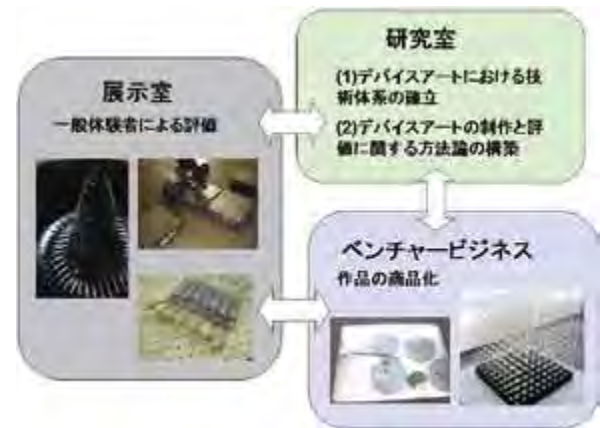 展示室
一般体験者による評価
研究室
(1)デバイスアートにおける技
術体系の確立
(2)デバイスアートの制作と評
価に関する方法論の構築
ベンチャービジネス
作品の商品化